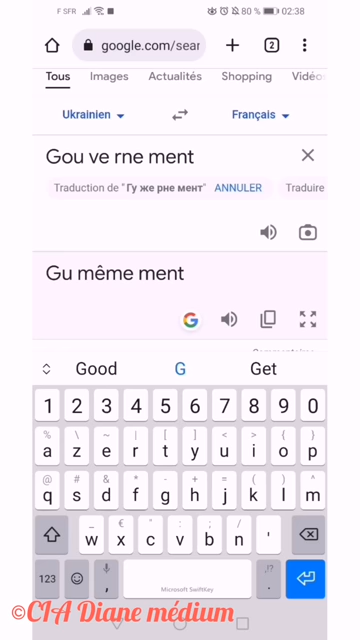 F SFR 80 % 02:38
google.com/sear 2
Tous Images Actualités Shopping Vidéos
Ukrainien Français
Gou ve rne ment
Traduction de "Гу же рне мент" ANNULER Traduire
Gu même ment
G
Good G Get
1 2 3 4 5 6 7 8 9 0
% \ ~ | [ ] < > { }
a z e r t y u i o p
@ # & * - + = ( ) ^
q s d f g h j k l m
_ € " : ; / '
w x c v b n '
123 , Microsoft SwiftKey ,!? .
©CIA Diane médium